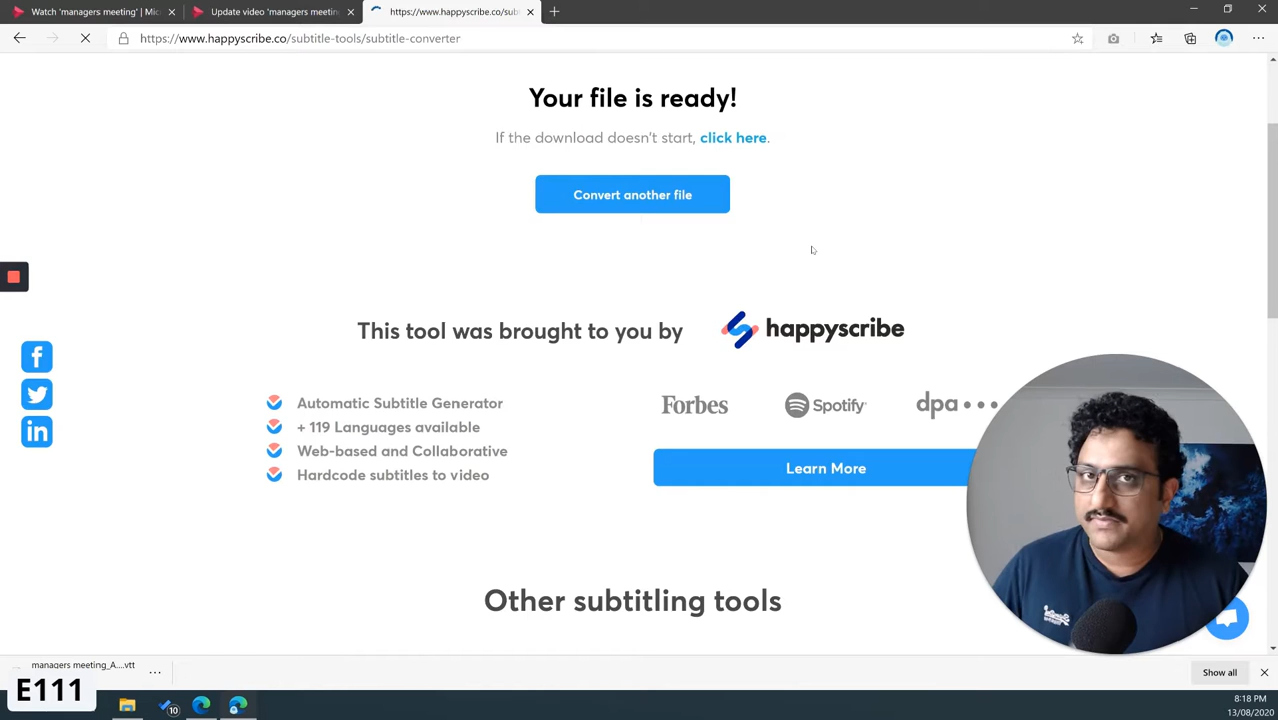 Watch 'managers meeting' | Mic
Update video 'managers meetin
https://www.happyscribe.co/sub
https://www.happyscribe.co/subtitle-tools/subtitle-converter
Your file is ready!
If the download doesn't start, click here.
Convert another file
This tool was brought to you by
happyscribe
Automatic Subtitle Generator
+ 119 Languages available
Web-based and Collaborative
Hardcode subtitles to video
Forbes
Spotify
dpa
Learn More
Other subtitling tools
managers meeting_A....vtt
Show all
E111
10
8:18 PM
13/08/2020